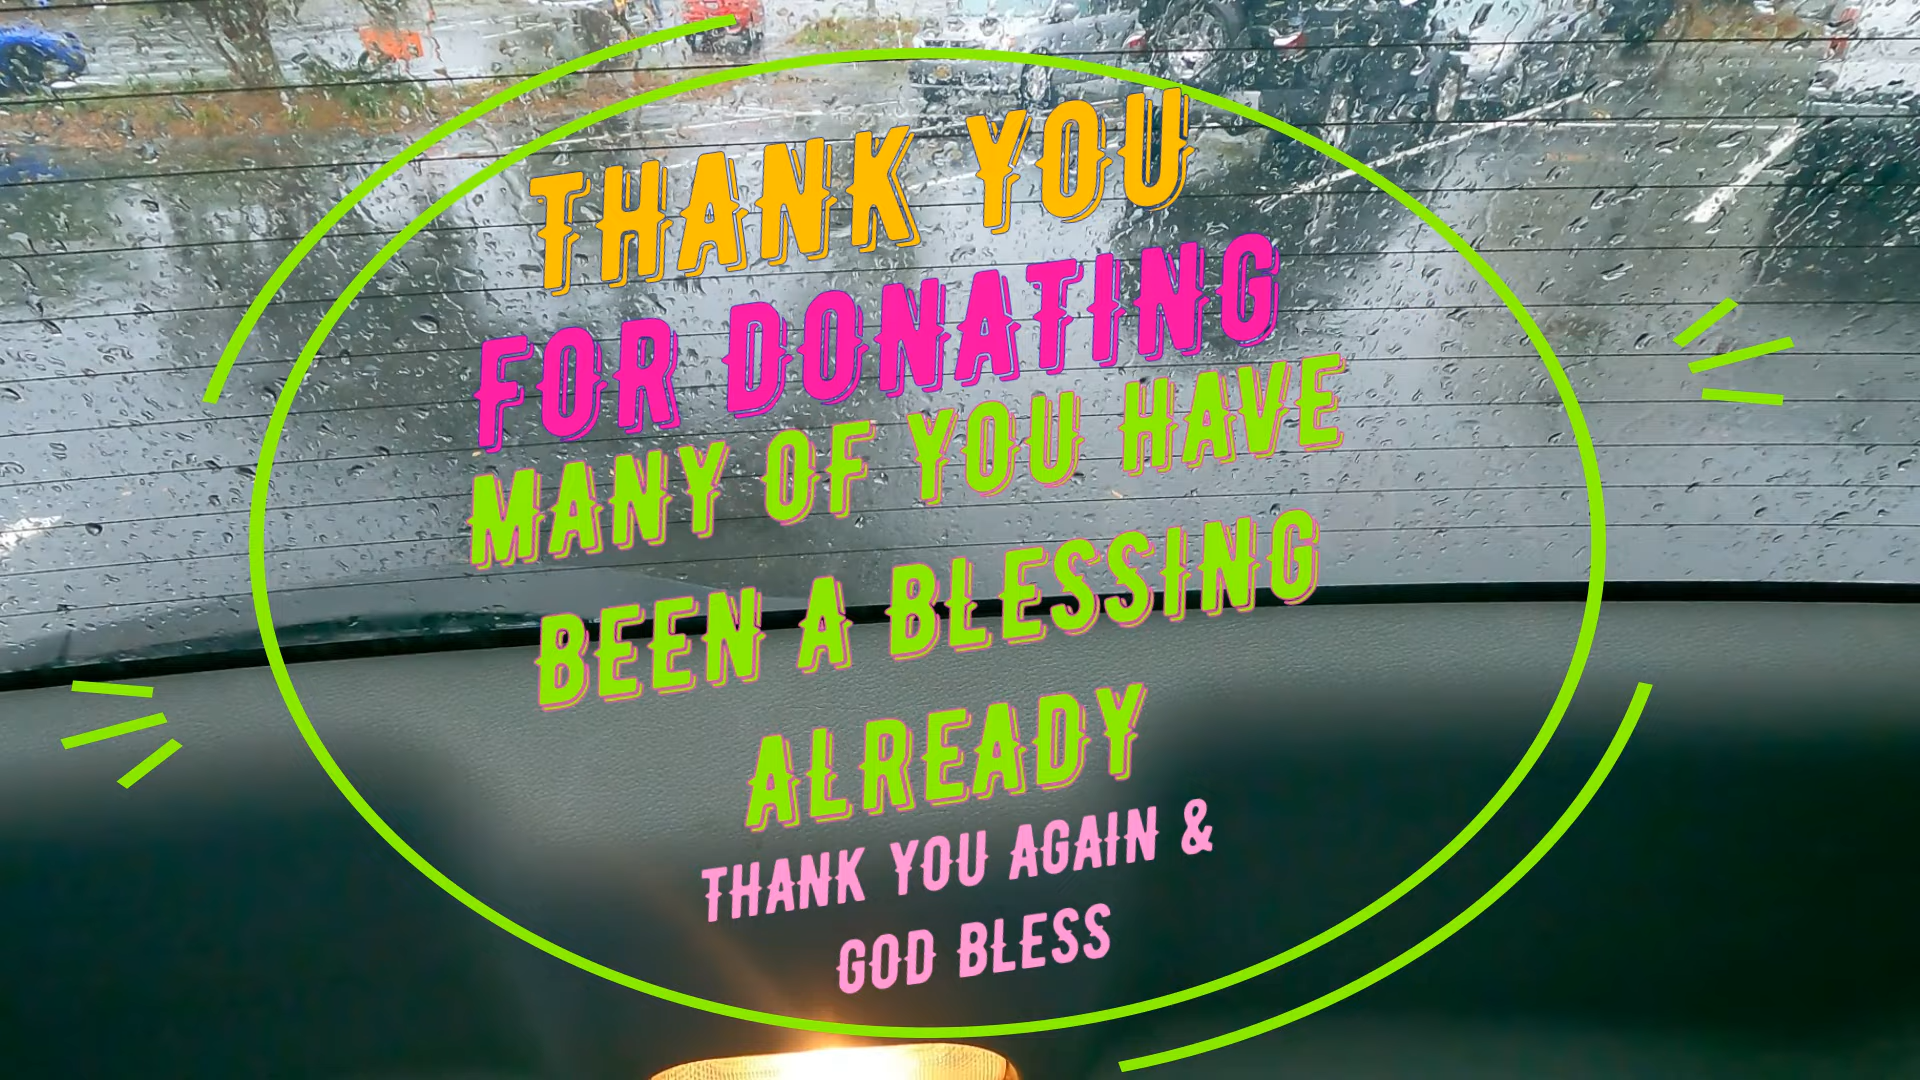 THANK YOU
FOR DONATING
MANY OF YOU HAVE
BEEN A BLESSING
ALREADY
THANK YOU AGAIN &
GOD BLESS